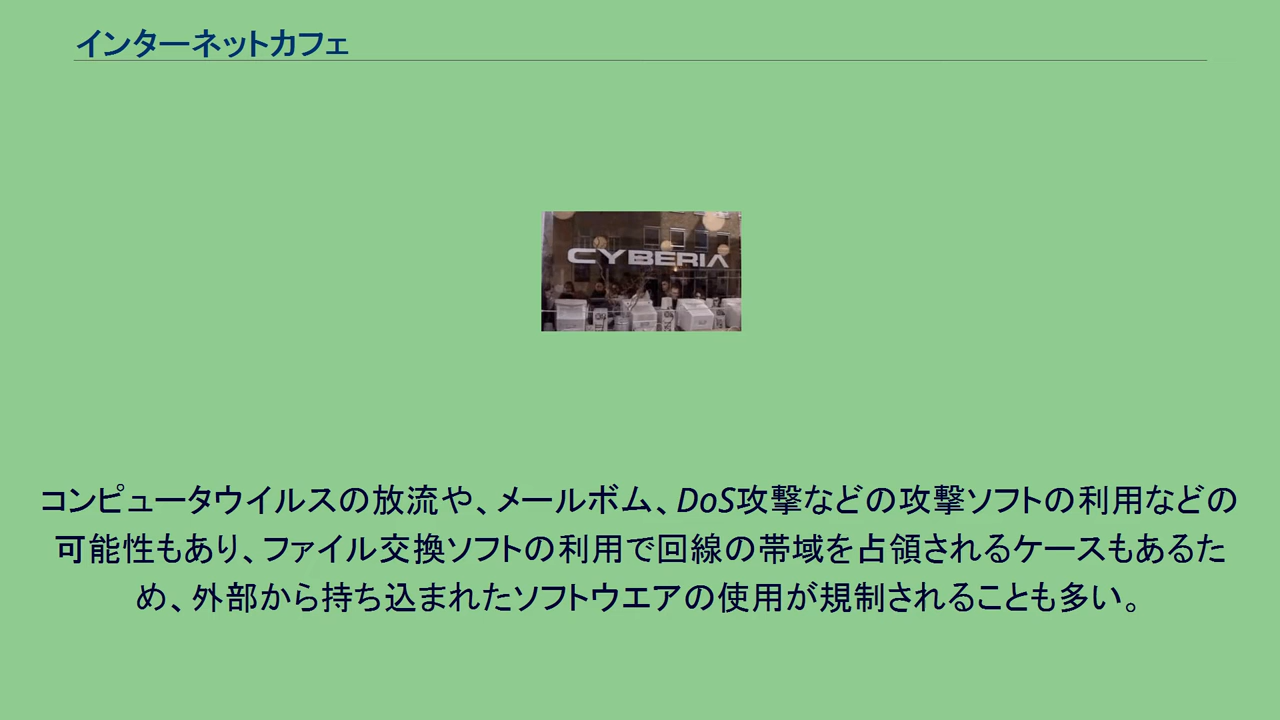 インターネットカフェ
CYBERIA
コンピュータウイルスの放流や、メールボム、DoS攻撃などの攻撃ソフトの利用などの
可能性もあり、ファイル交換ソフトの利用で回線の帯域を占領されるケースもあるた
め、外部から持ち込まれたソフトウエアの使用が規制されることも多い。